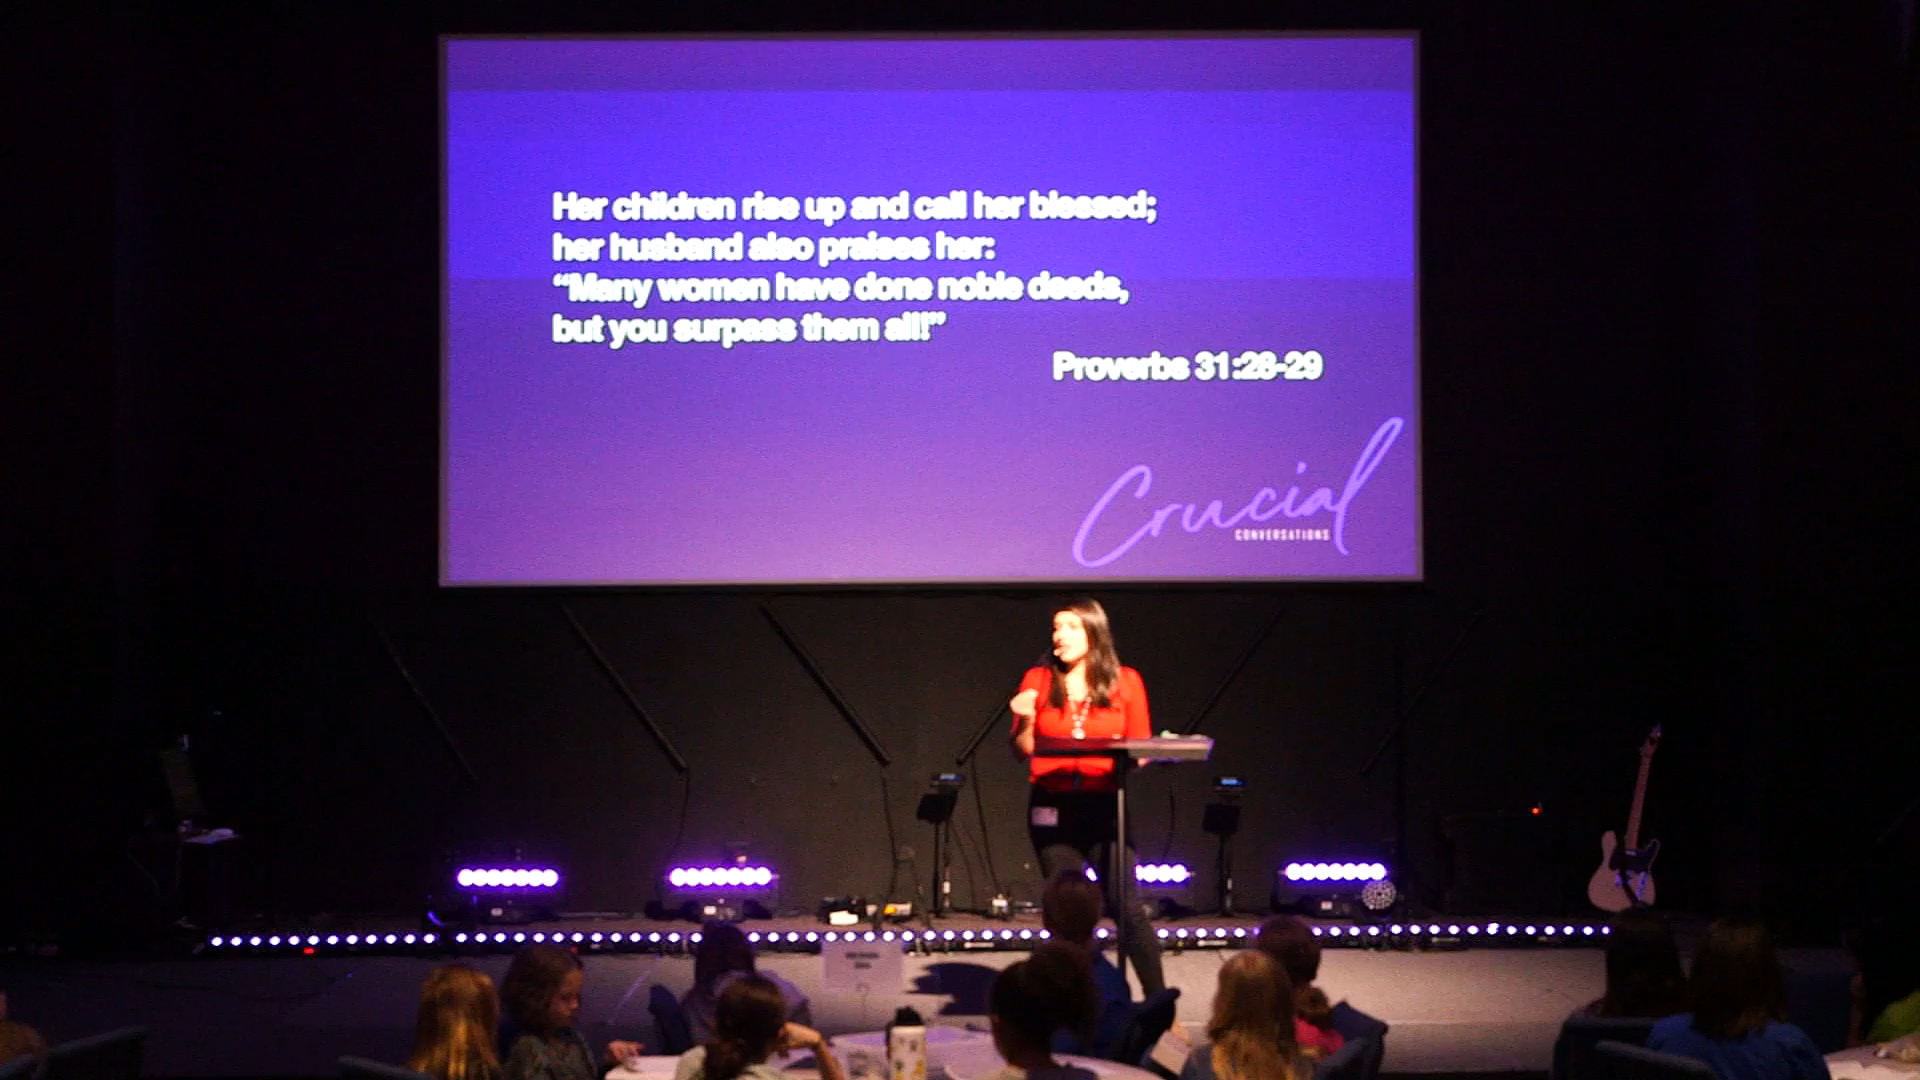 Her children rise up and call her blessed;
her husband also praises her:
“Many women have done noble deeds,
but you surpass them all!”
Proverbs 31:28-29
Crucial
CONVERSATIONS